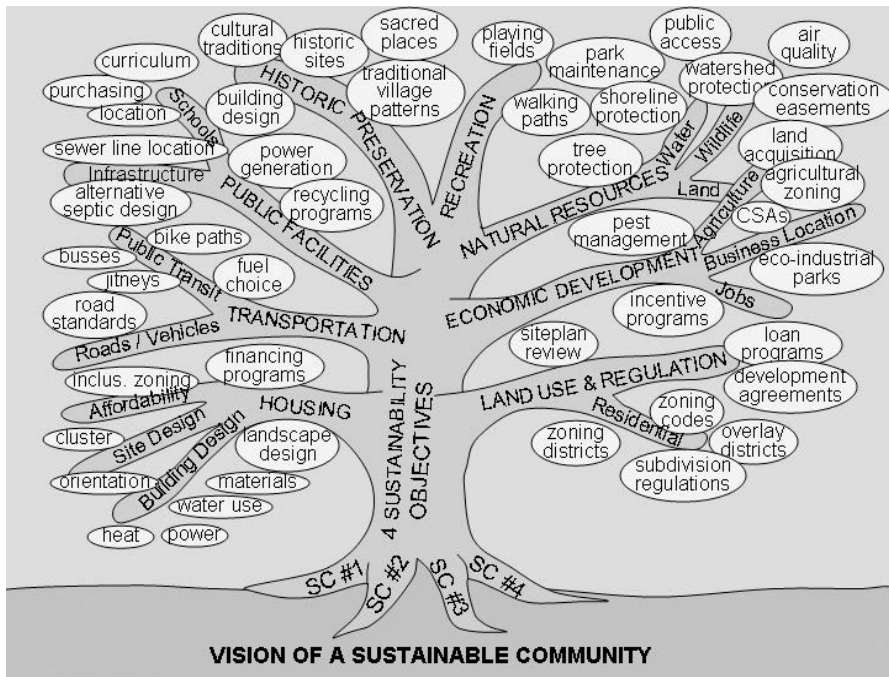 cultural
traditions
historic
sites
sacred
places
playing
fields
park
maintenance
public
access
air
quality
curriculum
purchasing
location
Schools
building
design
HISTORIC PRESERVATION
traditional
village
patterns
RECREATION
walking
paths
shoreline
protection
watershed
protection
conservation
easements
Water
Wildlife
sewer line location
Infrastructure
alternative
septic design
power
generation
recycling
programs
PUBLIC FACILITIES
tree
protection
NATURAL RESOURCES
Land
land
acquisition
agricultural
zoning
Agriculture
CSAs
pest
management
Business Location
eco-industrial
parks
ECONOMIC DEVELOPMENT
Jobs
incentive
programs
bike paths
busses
Public Transit
jitneys
fuel
choice
road
standards
Roads / Vehicles
TRANSPORTATION
financing
programs
siteplan
review
loan
programs
LAND USE & REGULATION
development
agreements
inclus. zoning
Affordability
HOUSING
cluster
Site Design
Building Design
landscape
design
orientation
materials
water use
heat
power
Residential
zoning
codes
zoning
districts
overlay
districts
subdivision
regulations
4 SUSTAINABILITY
OBJECTIVES
SC #1
SC #2
SC #3
SC #4
VISION OF A SUSTAINABLE COMMUNITY